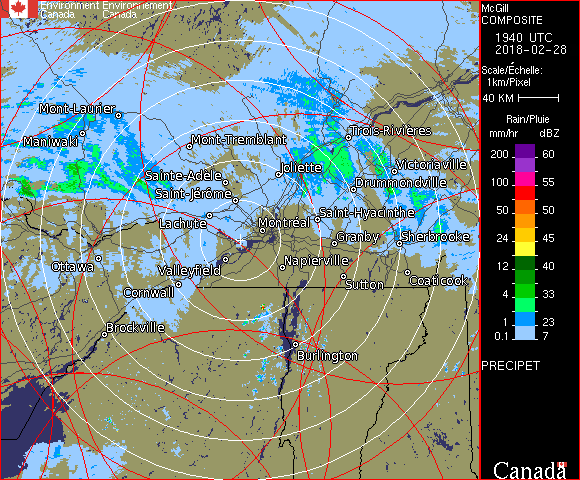 Environment Environnement
Canada Canada
Mont-Laurier
Maniwaki
Mont-Tremblant
Trois-Rivières
Sainte-Adèle
Joliette
Victoriaville
Saint-Jérôme
Drummondville
Lachute
Montréal
Saint-Hyacinthe
Granby
Sherbrooke
Ottawa
Valleyfield
Napierville
Cornwall
Sutton
Coaticook
Brockville
Burlington
McGill
COMPOSITE
1940 UTC
2018-02-28
Scale/Échelle:
1km/Pixel
40 KM
Rain/Pluie
mm/hr dBZ
200 60
100 55
50 50
24 45
12 40
4 33
1 23
0.1 7
PRECIPET
Canada